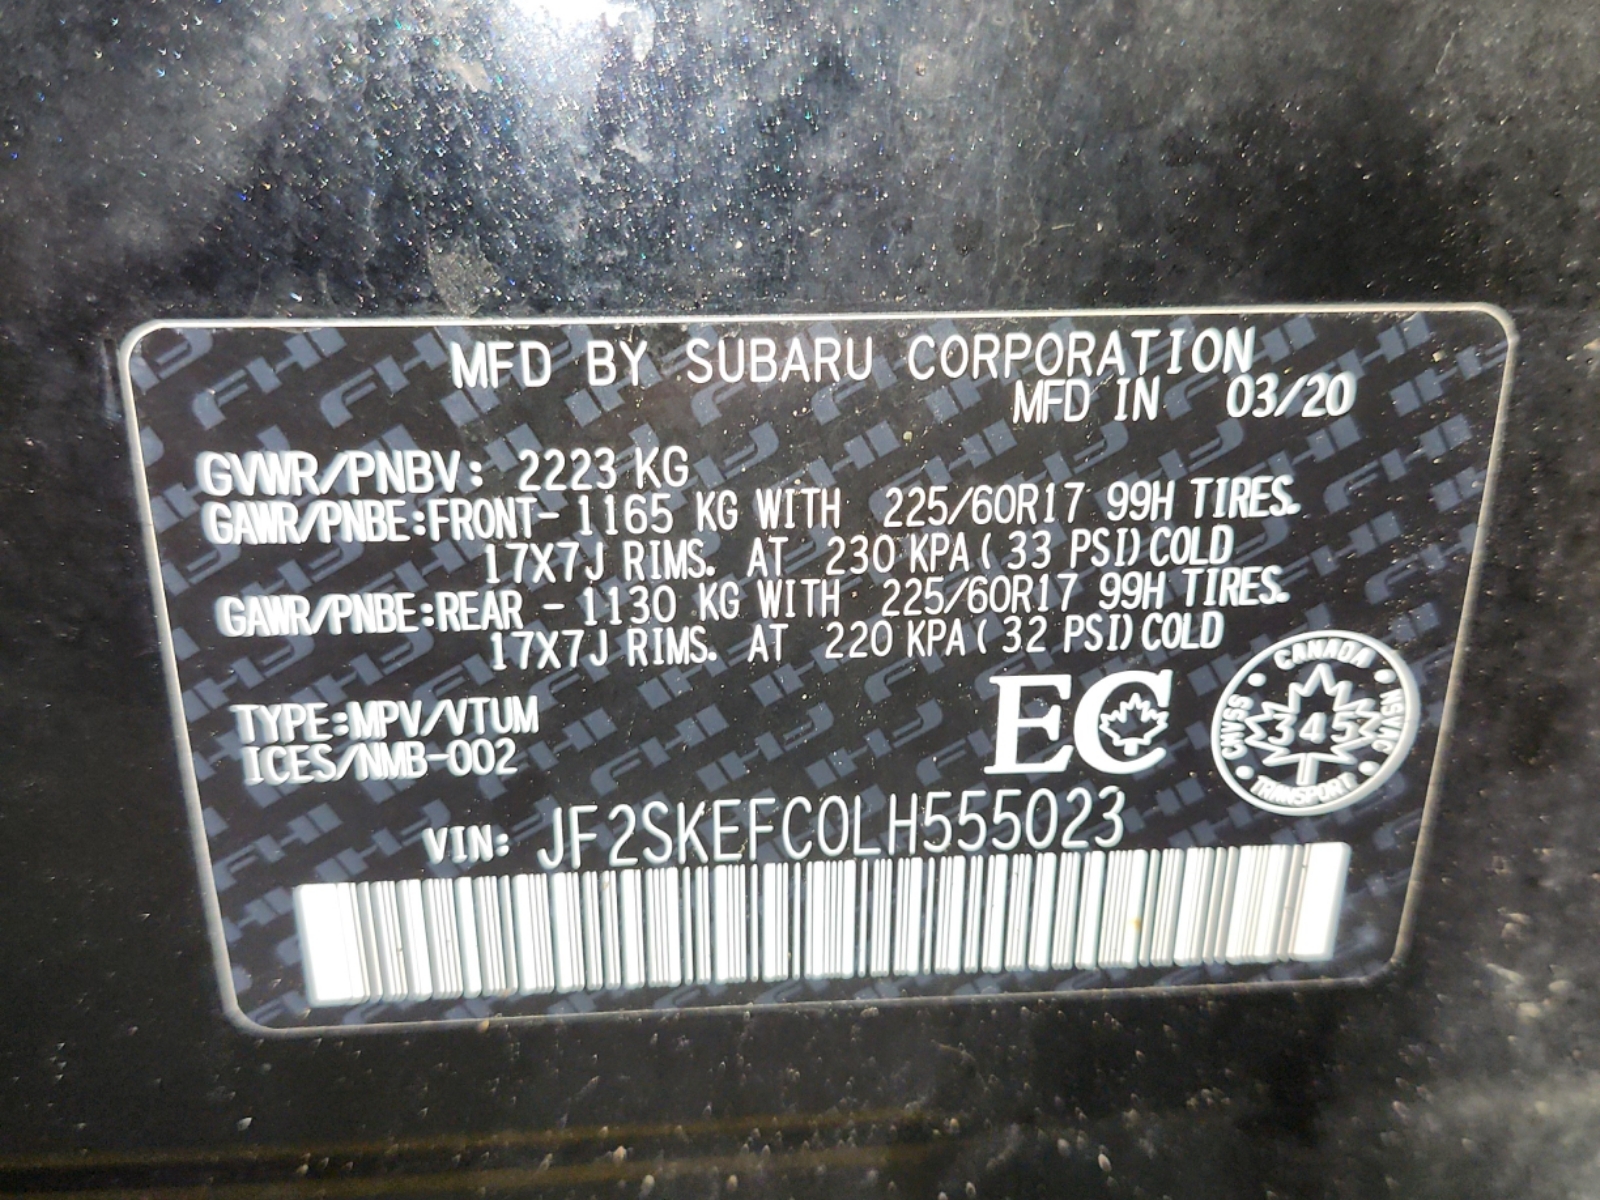 MFD BY SUBARU CORPORATION
MFD IN 03/20
GVWR/PNBV: 2223 KG
GAWR/PNBE:FRONT- 1165 KG WITH 225/60R17 99H TIRES.
17X7J RIMS. AT 230 KPA ( 33 PSI) COLD
GAWR/PNBE:REAR - 1130 KG WITH 225/60R17 99H TIRES.
17X7J RIMS. AT 220 KPA ( 32 PSI) COLD
TYPE:MPV/VTUM
ICES/NMB-002
EC
CANADA
CMVSS 345 NSVAC
TRANSPORT
VIN: JF2SKEFC0LH555023
FHI